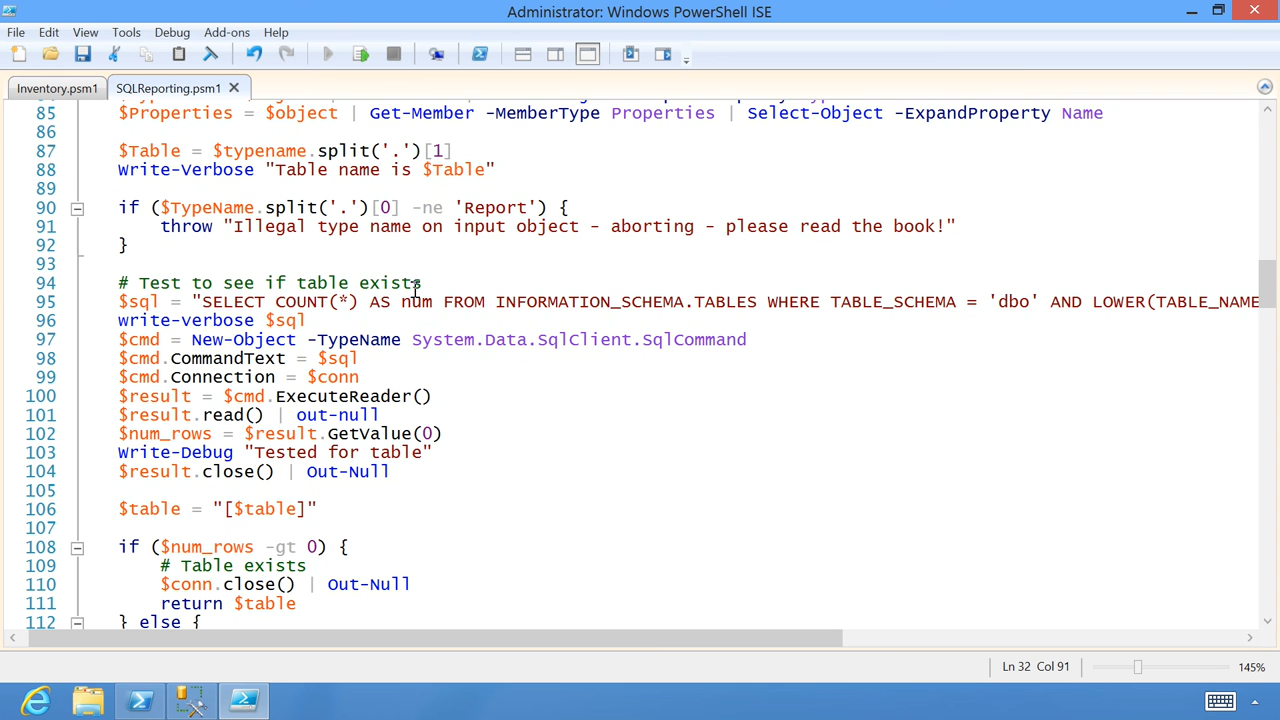 Administrator: Windows PowerShell ISE
File Edit View Tools Debug Add-ons Help
Inventory.psm1 SQLReporting.psm1
85 $Properties = $object | Get-Member -MemberType Properties | Select-Object -ExpandProperty Name
86
87 $Table = $typename.split('.')[1]
88 Write-Verbose "Table name is $Table"
89
90 if ($TypeName.split('.')[0] -ne 'Report') {
91 throw "Illegal type name on input object - aborting - please read the book!"
92 }
93
94 # Test to see if table exists
95 $sql = "SELECT COUNT(*) AS num FROM INFORMATION_SCHEMA.TABLES WHERE TABLE_SCHEMA = 'dbo' AND LOWER(TABLE_NAME
96 write-verbose $sql
97 $cmd = New-Object -TypeName System.Data.SqlClient.SqlCommand
98 $cmd.CommandText = $sql
99 $cmd.Connection = $conn
100 $result = $cmd.ExecuteReader()
101 $result.read() | out-null
102 $num_rows = $result.GetValue(0)
103 Write-Debug "Tested for table"
104 $result.close() | Out-Null
105
106 $table = "[$table]"
107
108 if ($num_rows -gt 0) {
109 # Table exists
110 $conn.close() | Out-Null
111 return $table
112 } else {
Ln 32 Col 91 145%